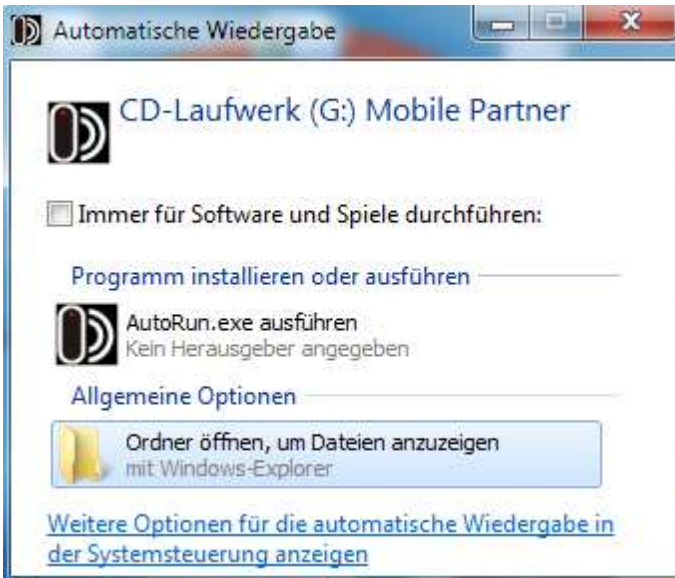 Automatische Wiedergabe
CD-Laufwerk (G:) Mobile Partner
Immer für Software und Spiele durchführen:
Programm installieren oder ausführen
AutoRun.exe ausführen
Kein Herausgeber angegeben
Allgemeine Optionen
Ordner öffnen, um Dateien anzuzeigen
mit Windows-Explorer
Weitere Optionen für die automatische Wiedergabe in
der Systemsteuerung anzeigen